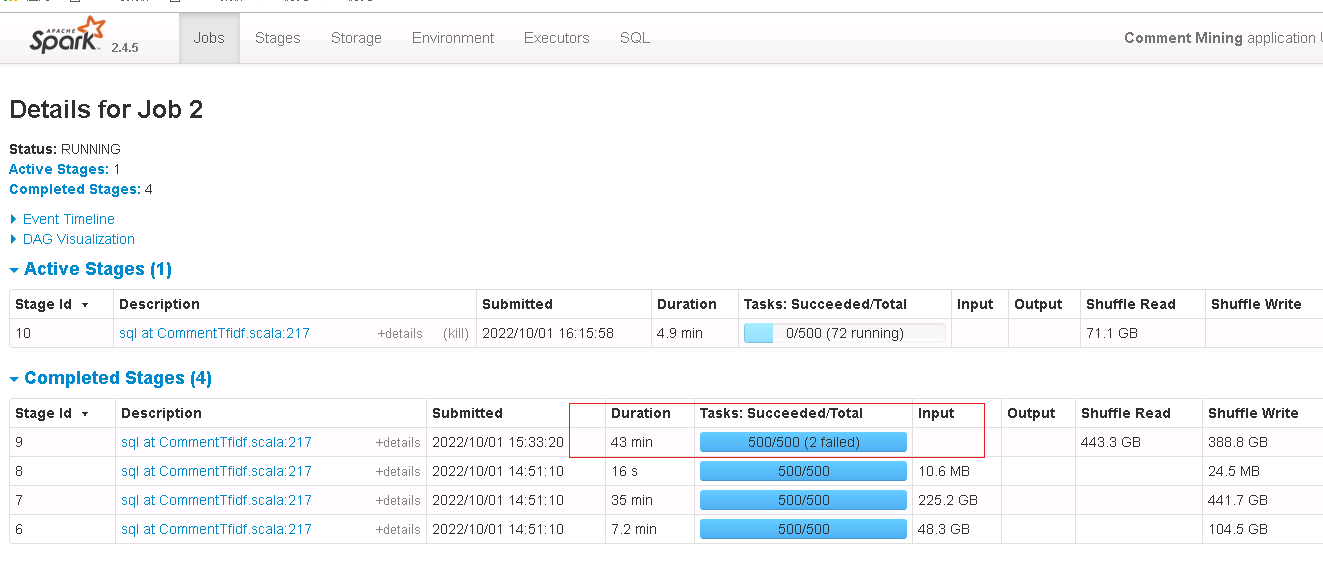 APACHE Spark 2.4.5 Jobs Stages Storage Environment Executors SQL Comment Mining application
Details for Job 2
Status: RUNNING
Active Stages: 1
Completed Stages: 4
Event Timeline
DAG Visualization
Active Stages (1)
Stage Id Description Submitted Duration Tasks: Succeeded/Total Input Output Shuffle Read Shuffle Write
10 sql at CommentTfidf.scala:217 +details (kill) 2022/10/01 16:15:58 4.9 min 0/500 (72 running) 71.1 GB
Completed Stages (4)
Stage Id Description Submitted Duration Tasks: Succeeded/Total Input Output Shuffle Read Shuffle Write
9 sql at CommentTfidf.scala:217 +details 2022/10/01 15:33:20 43 min 500/500 (2 failed) 443.3 GB 388.8 GB
8 sql at CommentTfidf.scala:217 +details 2022/10/01 14:51:10 16 s 500/500 10.6 MB 24.5 MB
7 sql at CommentTfidf.scala:217 +details 2022/10/01 14:51:10 35 min 500/500 225.2 GB 441.7 GB
6 sql at CommentTfidf.scala:217 +details 2022/10/01 14:51:10 7.2 min 500/500 48.3 GB 104.5 GB